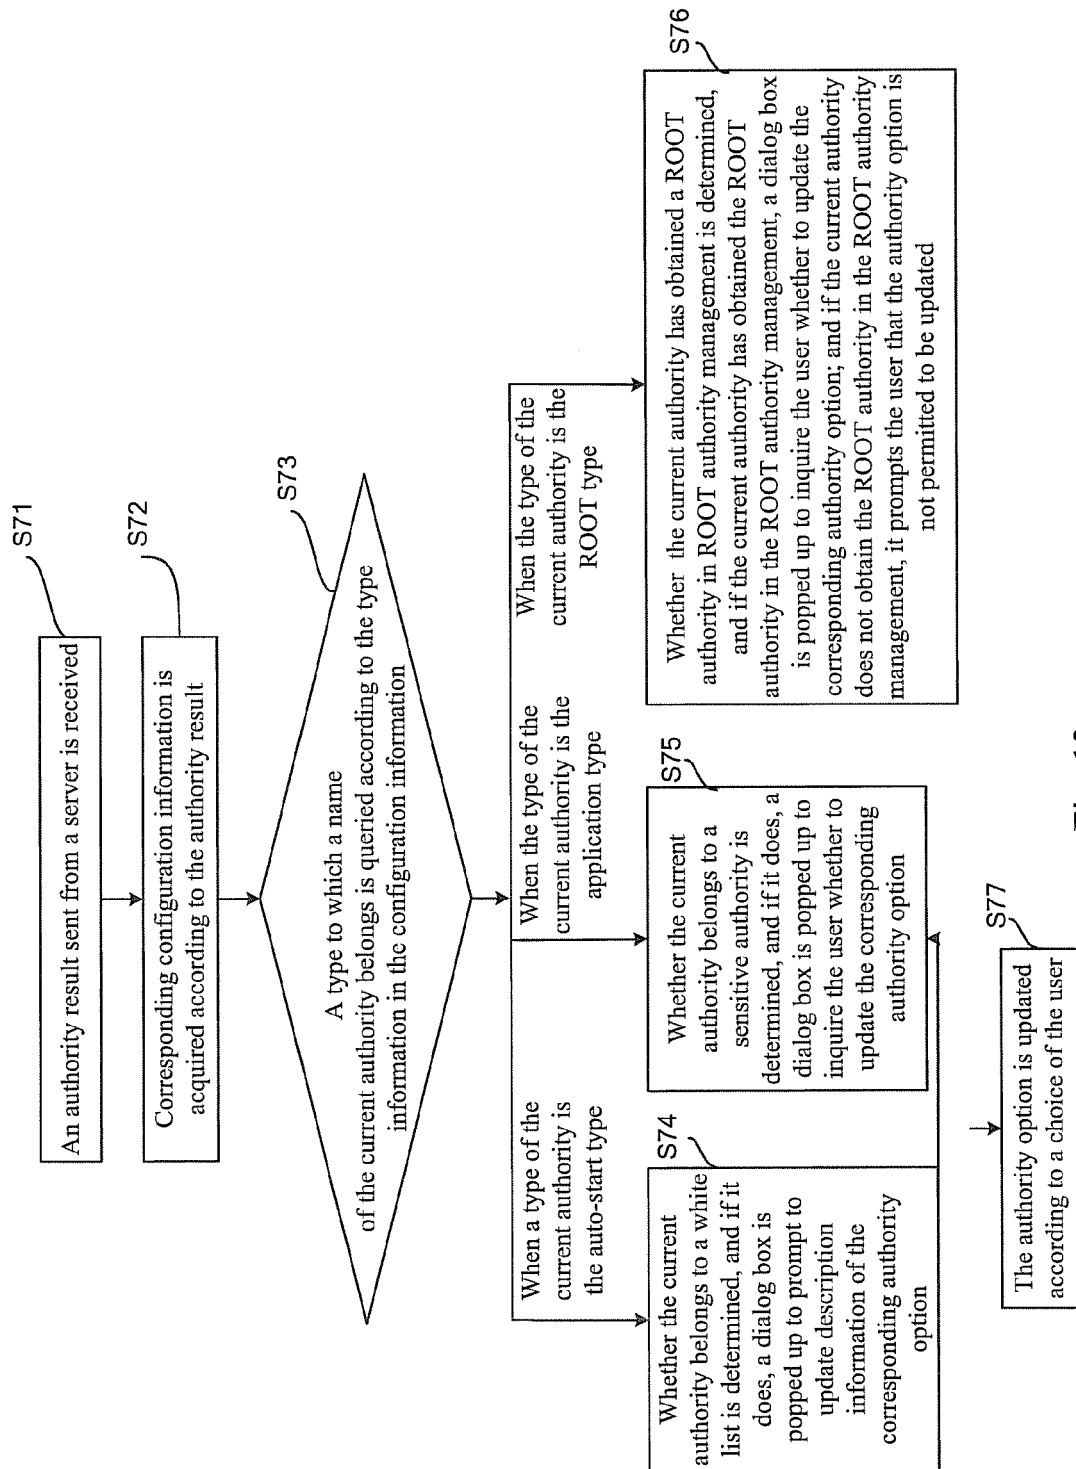 S71
An authority result sent from a server is received
S72
Corresponding configuration information is
acquired according to the authority result
S73
A type to which a name
of the current authority belongs is queried according to the type
information in the configuration information
When a type of the
current authority is
the auto-start type
When the type of the
current authority is the
application type
When the type of the
current authority is the
ROOT type
S74
Whether the current
authority belongs to a white
list is determined, and if it
does, a dialog box is
popped up to prompt to
update description
information of the
corresponding authority
option
S75
Whether the current
authority belongs to a
sensitive authority is
determined, and if it does, a
dialog box is popped up to
inquire the user whether to
update the corresponding
authority option
S76
Whether the current authority has obtained a ROOT
authority in ROOT authority management is determined,
and if the current authority has obtained the ROOT
authority in the ROOT authority management, a dialog box
is popped up to inquire the user whether to update the
corresponding authority option; and if the current authority
does not obtain the ROOT authority in the ROOT authority
management, it prompts the user that the authority option is
not permitted to be updated
S77
The authority option is updated
according to a choice of the user